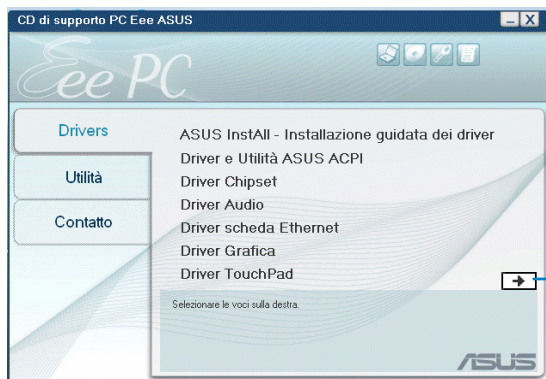 CD di supporto PC Eee ASUS
Eee PC
Drivers
Utilità
Contatto
ASUS InstAll - Installazione guidata dei driver
Driver e Utilità ASUS ACPI
Driver Chipset
Driver Audio
Driver scheda Ethernet
Driver Grafica
Driver TouchPad
Selezionare le voci sulla destra.
ASUS